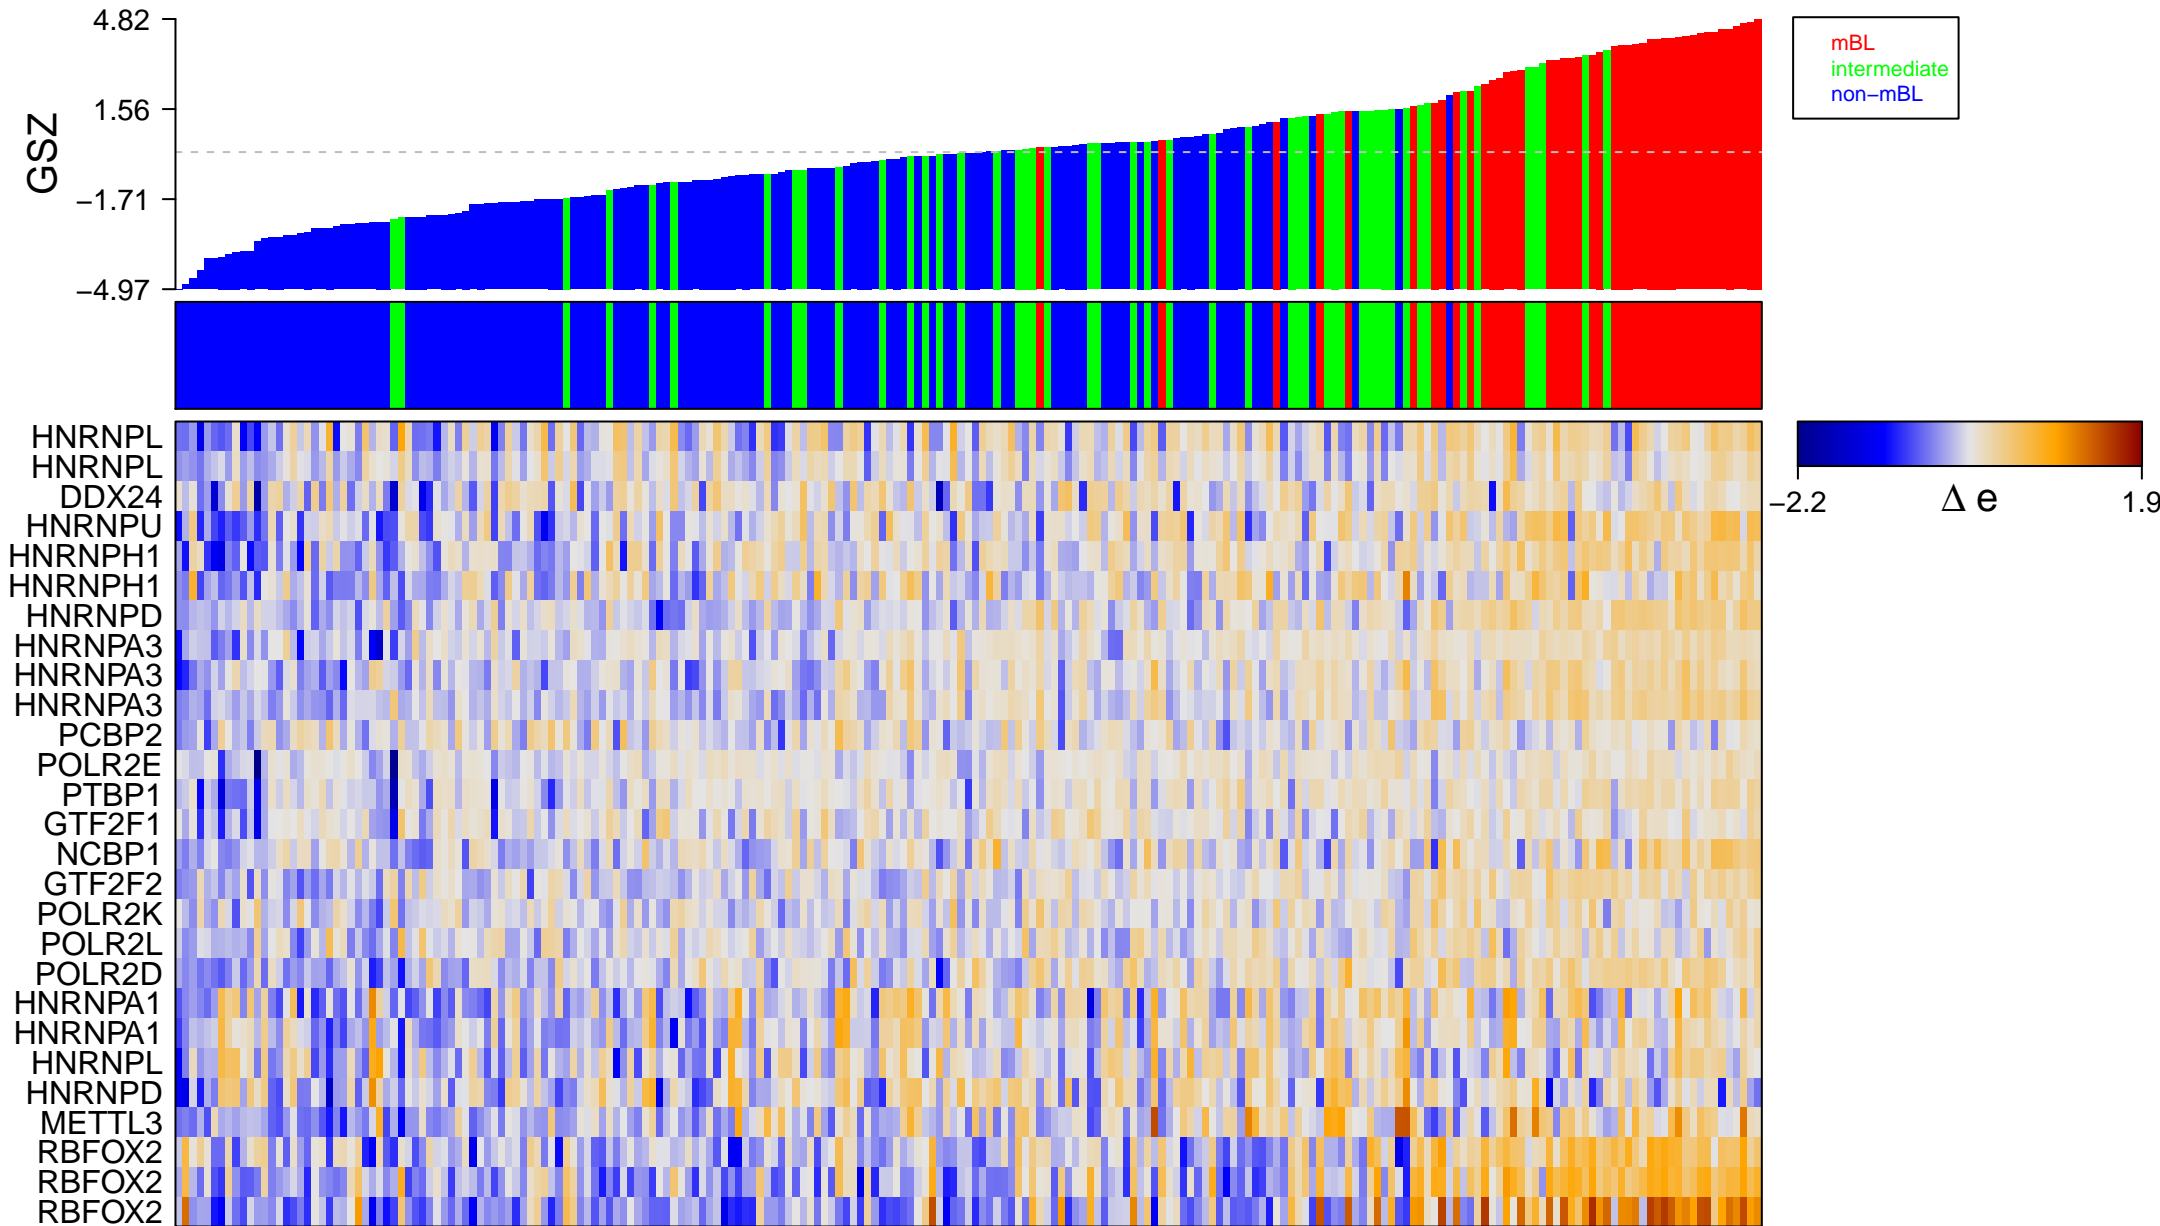 4.82
1.56
−1.71
−4.97
GSZ
mBL
intermediate
non−mBL
HNRNPL
HNRNPL
DDX24
HNRNPU
HNRNPH1
HNRNPH1
HNRNPD
HNRNPA3
HNRNPA3
HNRNPA3
PCBP2
POLR2E
PTBP1
GTF2F1
NCBP1
GTF2F2
POLR2K
POLR2L
POLR2D
HNRNPA1
HNRNPA1
HNRNPL
HNRNPD
METTL3
RBFOX2
RBFOX2
RBFOX2
−2.2 Δ e 1.9